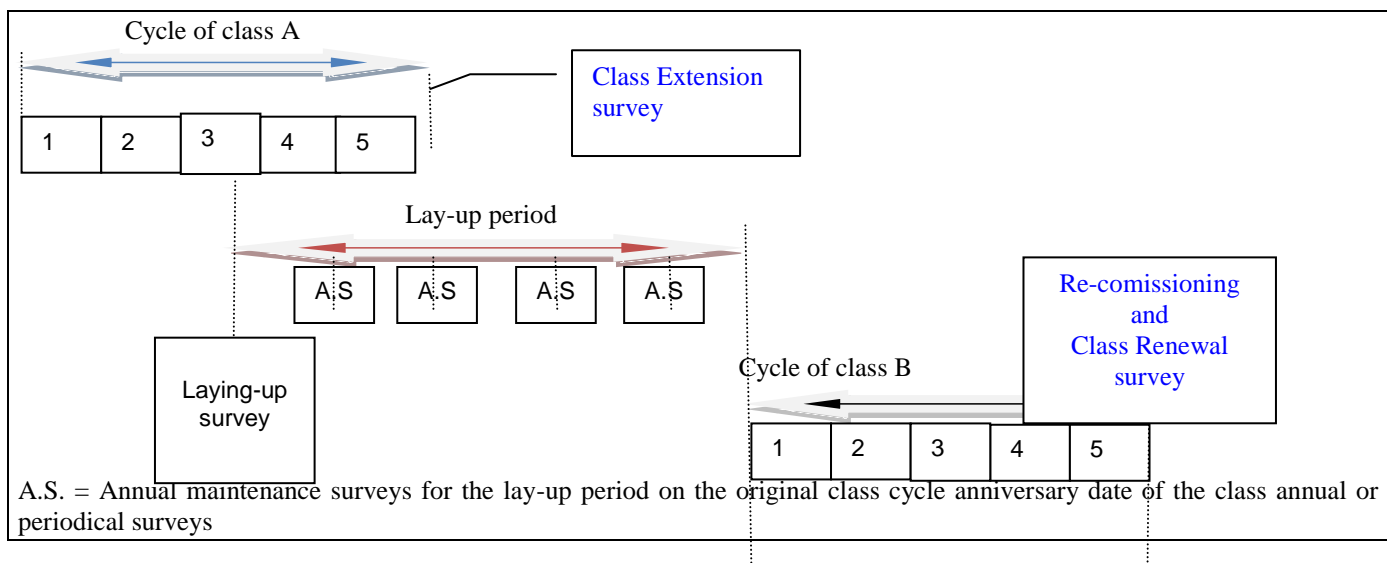 Cycle of class A
Class Extension
survey
1 2 3 4 5
Lay-up period
A.S A.S A.S A.S
Laying-up
survey
Re-comissioning
and
Class Renewal
survey
Cycle of class B
1 2 3 4 5
A.S. = Annual maintenance surveys for the lay-up period on the original class cycle anniversary date of the class annual or
periodical surveys